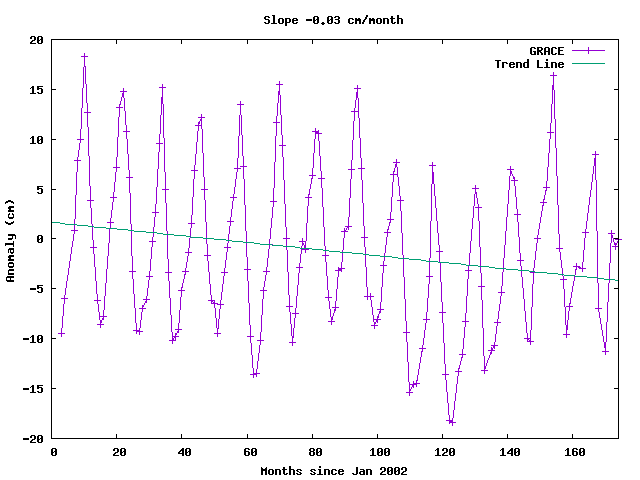 Slope -0.03 cm/month
GRACE
Trend Line
Anomaly (cm)
20
15
10
5
0
-5
-10
-15
-20
0 20 40 60 80 100 120 140 160
Months since Jan 2002